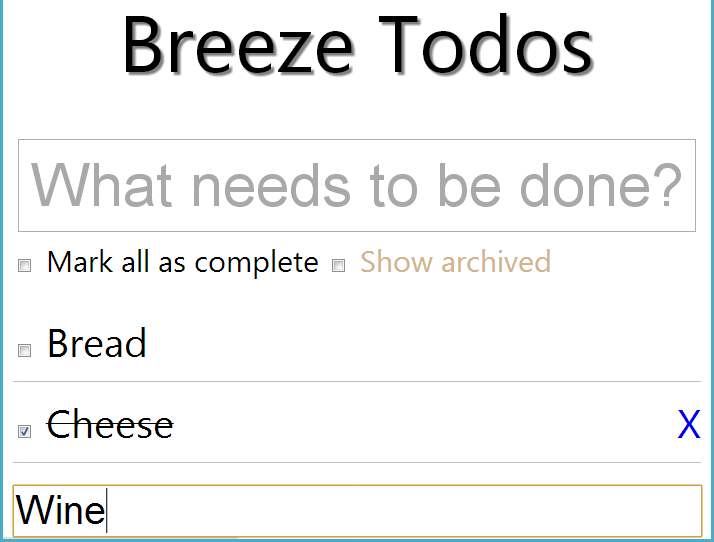 Breeze Todos
What needs to be done?
Mark all as complete Show archived
Bread
Cheese X
Wine